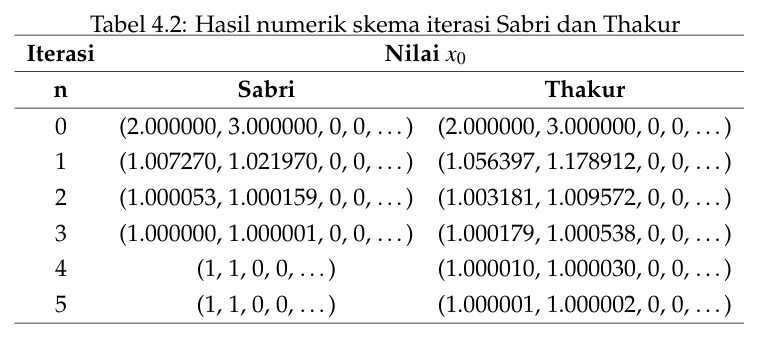 Tabel 4.2: Hasil numerik skema iterasi Sabri dan Thakur
Iterasi Nilai x₀
n Sabri Thakur
0 (2.000000, 3.000000, 0, 0, . . . ) (2.000000, 3.000000, 0, 0, . . . )
1 (1.007270, 1.021970, 0, 0, . . . ) (1.056397, 1.178912, 0, 0, . . . )
2 (1.000053, 1.000159, 0, 0, . . . ) (1.003181, 1.009572, 0, 0, . . . )
3 (1.000000, 1.000001, 0, 0, . . . ) (1.000179, 1.000538, 0, 0, . . . )
4 (1, 1, 0, 0, . . . ) (1.000010, 1.000030, 0, 0, . . . )
5 (1, 1, 0, 0, . . . ) (1.000001, 1.000002, 0, 0, . . . )